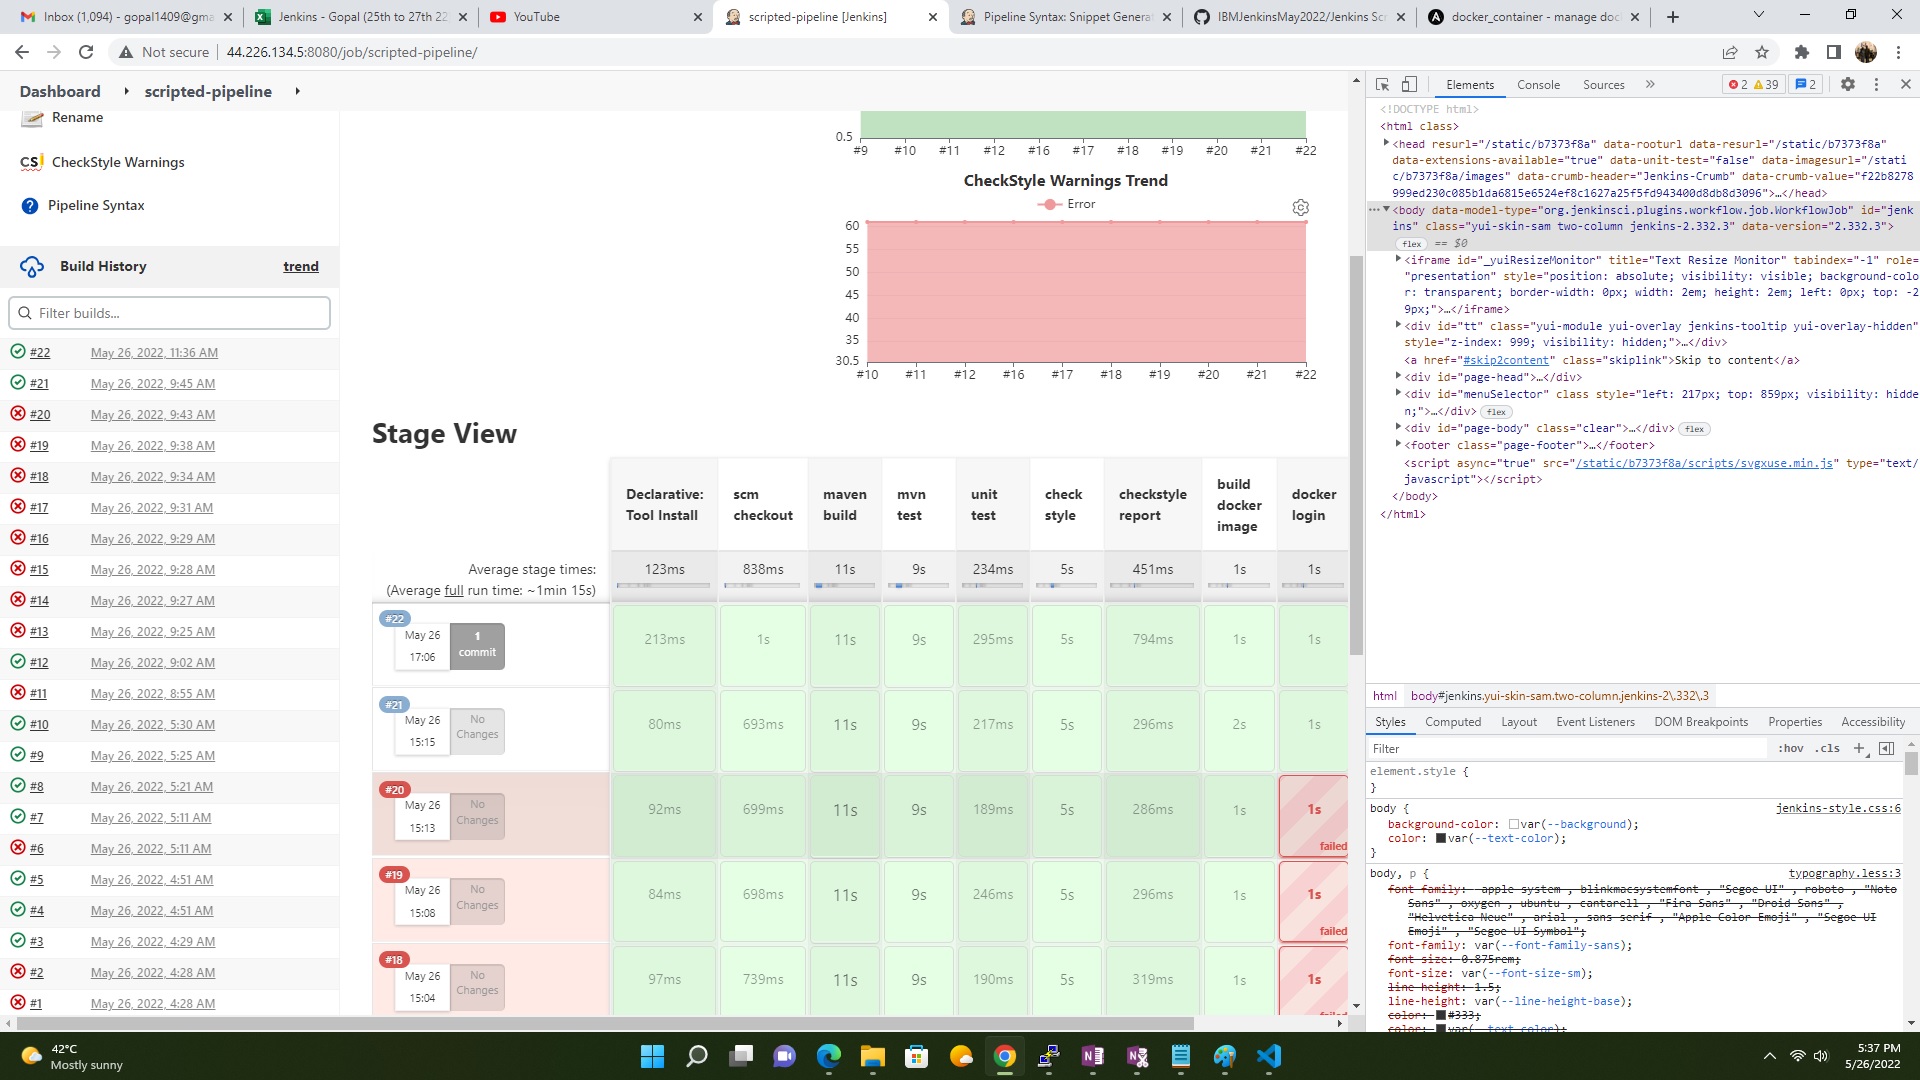 Inbox (1,094) - gopal1409@gma
Jenkins - Gopal (25th to 27th 22
YouTube
scripted-pipeline [Jenkins]
Pipeline Syntax: Snippet Generat
IBMJenkinsMay2022/Jenkins Scr
docker_container - manage doc
Not secure
44.226.134.5:8080/job/scripted-pipeline/
Dashboard
scripted-pipeline
Rename
CS!
CheckStyle Warnings
Pipeline Syntax
Build History
trend
Filter builds...
#22 May 26, 2022, 11:36 AM
#21 May 26, 2022, 9:45 AM
#20 May 26, 2022, 9:43 AM
#19 May 26, 2022, 9:38 AM
#18 May 26, 2022, 9:34 AM
#17 May 26, 2022, 9:31 AM
#16 May 26, 2022, 9:29 AM
#15 May 26, 2022, 9:28 AM
#14 May 26, 2022, 9:27 AM
#13 May 26, 2022, 9:25 AM
#12 May 26, 2022, 9:02 AM
#11 May 26, 2022, 8:55 AM
#10 May 26, 2022, 5:30 AM
#9 May 26, 2022, 5:25 AM
#8 May 26, 2022, 5:21 AM
#7 May 26, 2022, 5:11 AM
#6 May 26, 2022, 5:11 AM
#5 May 26, 2022, 4:51 AM
#4 May 26, 2022, 4:51 AM
#3 May 26, 2022, 4:29 AM
#2 May 26, 2022, 4:28 AM
#1 May 26, 2022, 4:28 AM
0.5
#9 #10 #11 #12 #16 #17 #18 #19 #20 #21 #22
CheckStyle Warnings Trend
Error
60
55
50
45
40
35
30.5
#10 #11 #12 #16 #17 #18 #19 #20 #21 #22
Stage View
Declarative: Tool Install
scm checkout
maven build
mvn test
unit test
check style
checkstyle report
build docker image
docker login
Average stage times:
(Average full run time: ~1min 15s)
123ms 838ms 11s 9s 234ms 5s 451ms 1s 1s
#22
May 26
17:06
1
commit
213ms 1s 11s 9s 295ms 5s 794ms 1s 1s
#21
May 26
15:15
No
Changes
80ms 693ms 11s 9s 217ms 5s 296ms 2s 1s
#20
May 26
15:13
No
Changes
92ms 699ms 11s 9s 189ms 5s 286ms 1s 1s
failed
#19
May 26
15:08
No
Changes
84ms 698ms 11s 9s 246ms 5s 296ms 1s 1s
failed
#18
May 26
15:04
No
Changes
97ms 739ms 11s 9s 190ms 5s 319ms 1s 1s
failed
Elements Console Sources
2 39 2
<!DOCTYPE html>
<html class>
<head resurl="/static/b7373f8a" data-rooturl data-resurl="/static/b7373f8a"
data-extensions-available="true" data-unit-test="false" data-imagesurl="/stati
c/b7373f8a/images" data-crumb-header="Jenkins-Crumb" data-crumb-value="f22b8278
999ed230c085b1da6815e6524ef8c1627a25f5fd943400d8db8d3096">…</head>
<body data-model-type="org.jenkinsci.plugins.workflow.job.WorkflowJob" id="jenk
ins" class="yui-skin-sam two-column jenkins-2.332.3" data-version="2.332.3">
flex == $0
<iframe id="_yuiResizeMonitor" title="Text Resize Monitor" tabindex="-1" role=
"presentation" style="position: absolute; visibility: visible; background-colo
r: transparent; border-width: 0px; width: 2em; height: 2em; left: 0px; top: -2
9px;">…</iframe>
<div id="tt" class="yui-module yui-overlay jenkins-tooltip yui-overlay-hidden"
style="z-index: 999; visibility: hidden;">…</div>
<a href="#skip2content" class="skiplink">Skip to content</a>
<div id="page-head">…</div>
<div id="menuSelector" class style="left: 217px; top: 859px; visibility: hidde
n;">…</div> flex
<div id="page-body" class="clear">…</div> flex
<footer class="page-footer">…</footer>
<script async="true" src="/static/b7373f8a/scripts/svgxuse.min.js" type="text/
javascript"></script>
</body>
</html>
html body#jenkins.yui-skin-sam.two-column.jenkins-2\.332\.3
Styles Computed Layout Event Listeners DOM Breakpoints Properties Accessibility
Filter :hov .cls
element.style {
}
body { jenkins-style.css:6
background-color: var(--background);
color: var(--text-color);
}
body, p { typography.less:3
font-family: -apple-system , blinkmacsystemfont , "Segoe UI" , roboto , "Noto
Sans" , oxygen , ubuntu , cantarell , "Fira Sans" , "Droid Sans" ,
"Helvetica Neue" , arial , sans-serif , "Apple Color Emoji" , "Segoe UI
Emoji" , "Segoe UI Symbol";
font-family: var(--font-family-sans);
font-size: 0.875rem;
font-size: var(--font-size-sm);
line-height: 1.5;
line-height: var(--line-height-base);
color: #333;
color: var(--text-color);
42°C
Mostly sunny
5:37 PM
5/26/2022